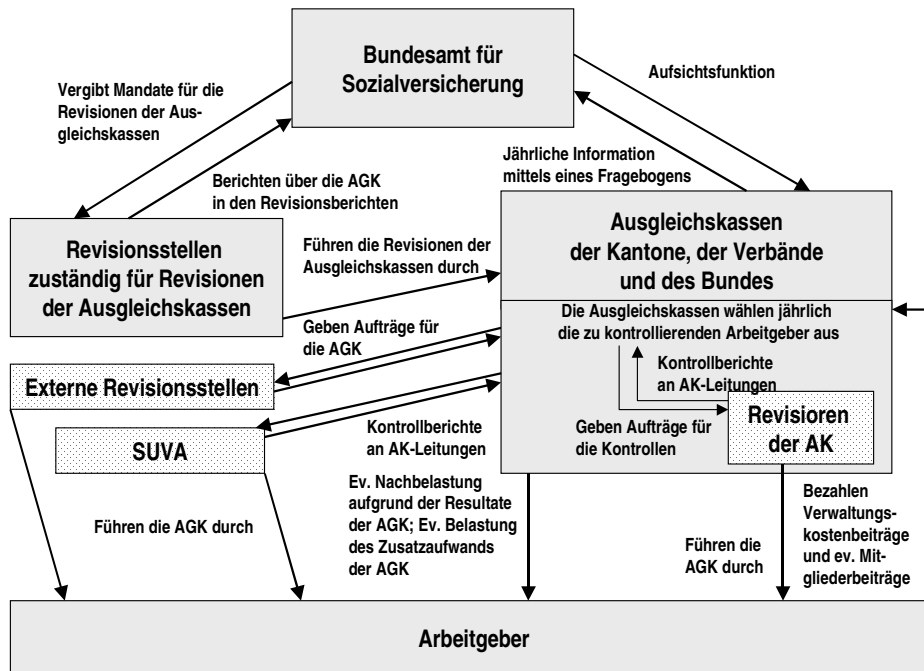 Bundesamt für
Sozialversicherung
Vergibt Mandate für die
Revisionen der Aus-
gleichskassen
Aufsichtsfunktion
Berichten über die AGK
in den Revisionsberichten
Jährliche Information
mittels eines Fragebogens
Revisionsstellen
zuständig für Revisionen
der Ausgleichskassen
Führen die Revisionen der
Ausgleichskassen durch
Ausgleichskassen
der Kantone, der Verbände
und des Bundes
Geben Aufträge für
die AGK
Die Ausgleichskassen wählen jährlich
die zu kontrollierenden Arbeitgeber aus
Kontrollberichte
an AK-Leitungen
Externe Revisionsstellen
SUVA
Kontrollberichte
an AK-Leitungen
Geben Aufträge für
die Kontrollen
Revisioren
der AK
Führen die AGK durch
Ev. Nachbelastung
aufgrund der Resultate
der AGK; Ev. Belastung
des Zusatzaufwands
der AGK
Führen die
AGK durch
Bezahlen
Verwaltungs-
kostenbeiträge
und ev. Mit-
gliederbeiträge
Arbeitgeber